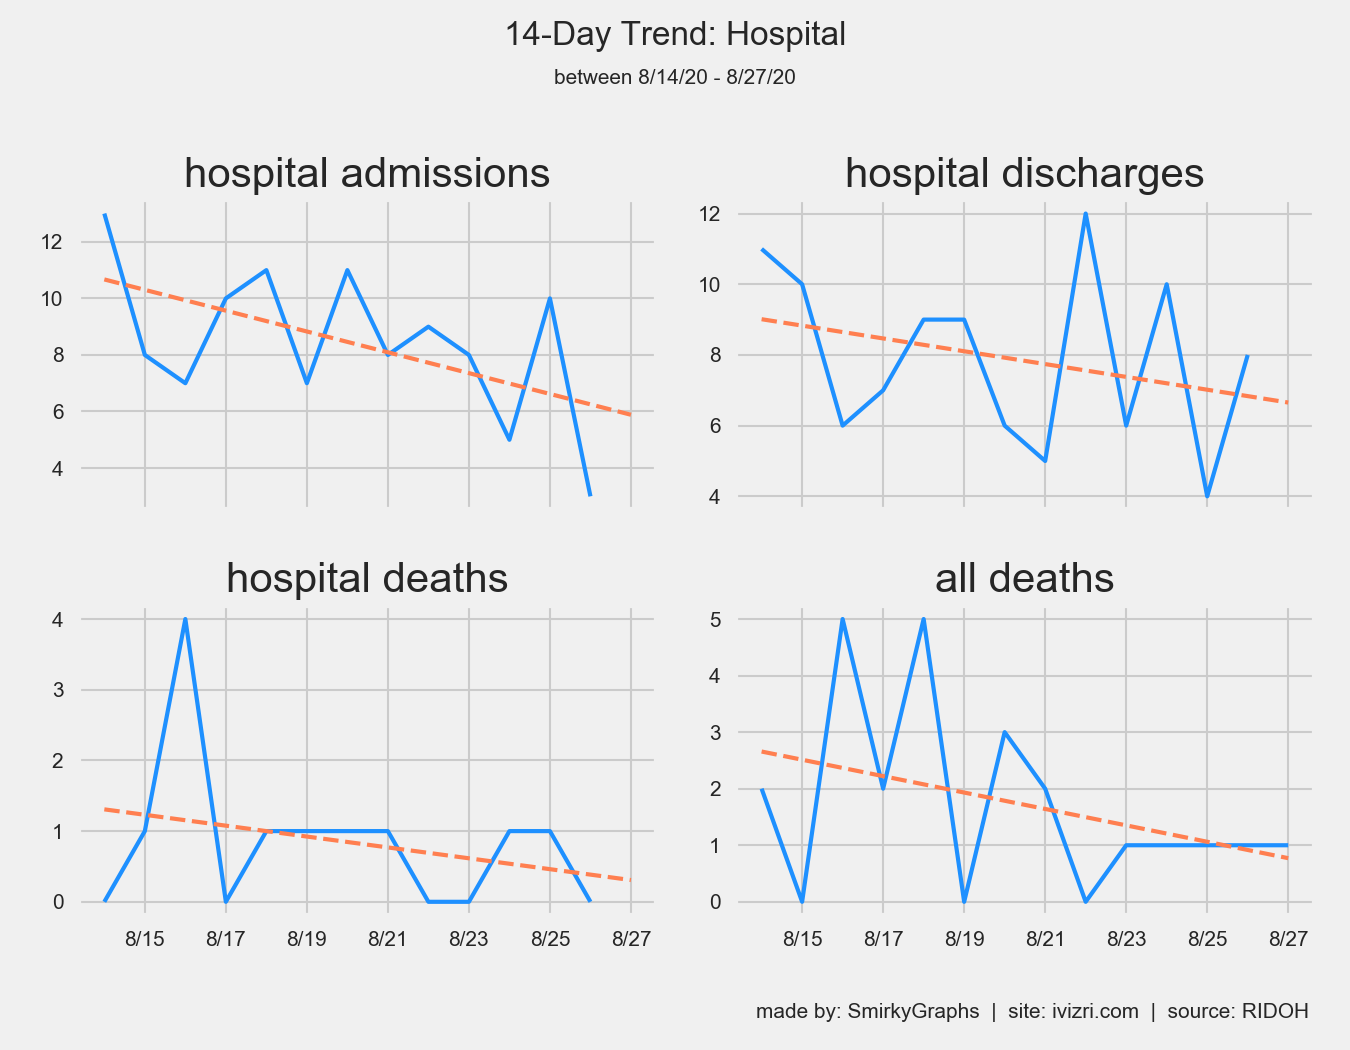 14-Day Trend: Hospital
between 8/14/20 - 8/27/20
hospital admissions
12
10
8
6
4
hospital discharges
12
10
8
6
4
hospital deaths
4
3
2
1
0
8/15 8/17 8/19 8/21 8/23 8/25 8/27
all deaths
5
4
3
2
1
0
8/15 8/17 8/19 8/21 8/23 8/25 8/27
made by: SmirkyGraphs | site: ivizri.com | source: RIDOH